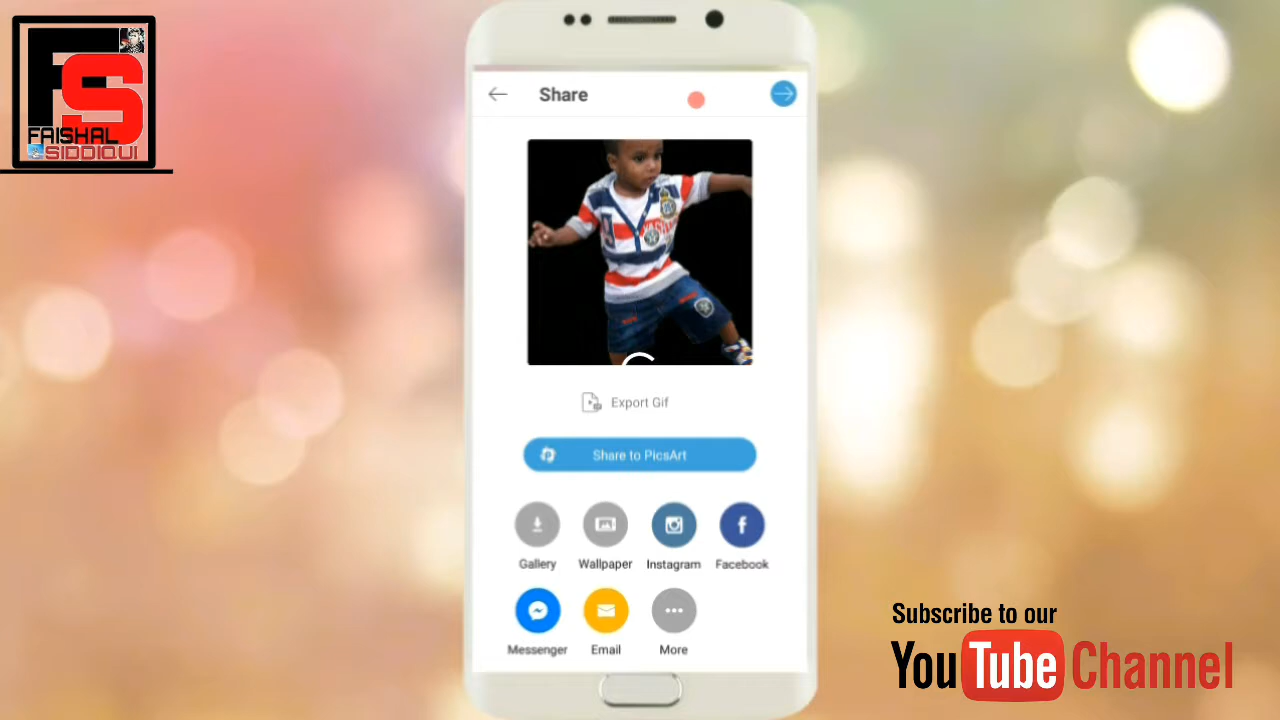 FS
FAISHAL
SIDDIQUI
Share
Export Gif
Share to PicsArt
Gallery
Wallpaper
Instagram
Facebook
Messenger
Email
More
Subscribe to our
YouTube Channel